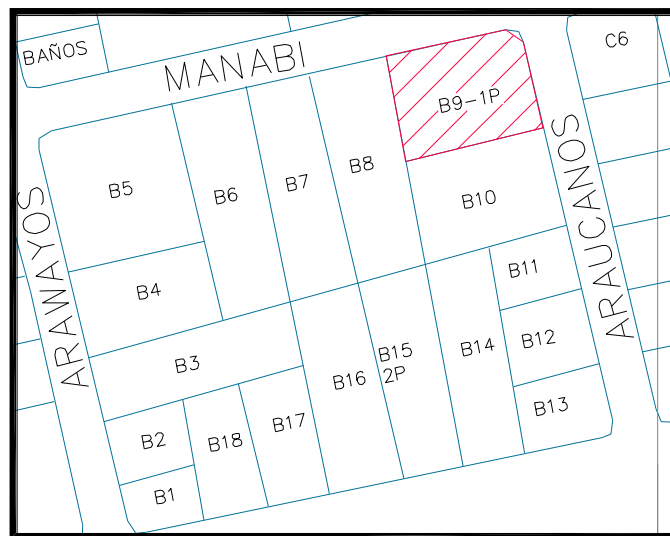 BAÑOS
MANABI
C6
B9-1P
B5
B6
B7
B8
B10
ARAWAYOS
ARAUCANOS
B4
B11
B3
B16
B15
2P
B14
B12
B2
B18
B17
B13
B1